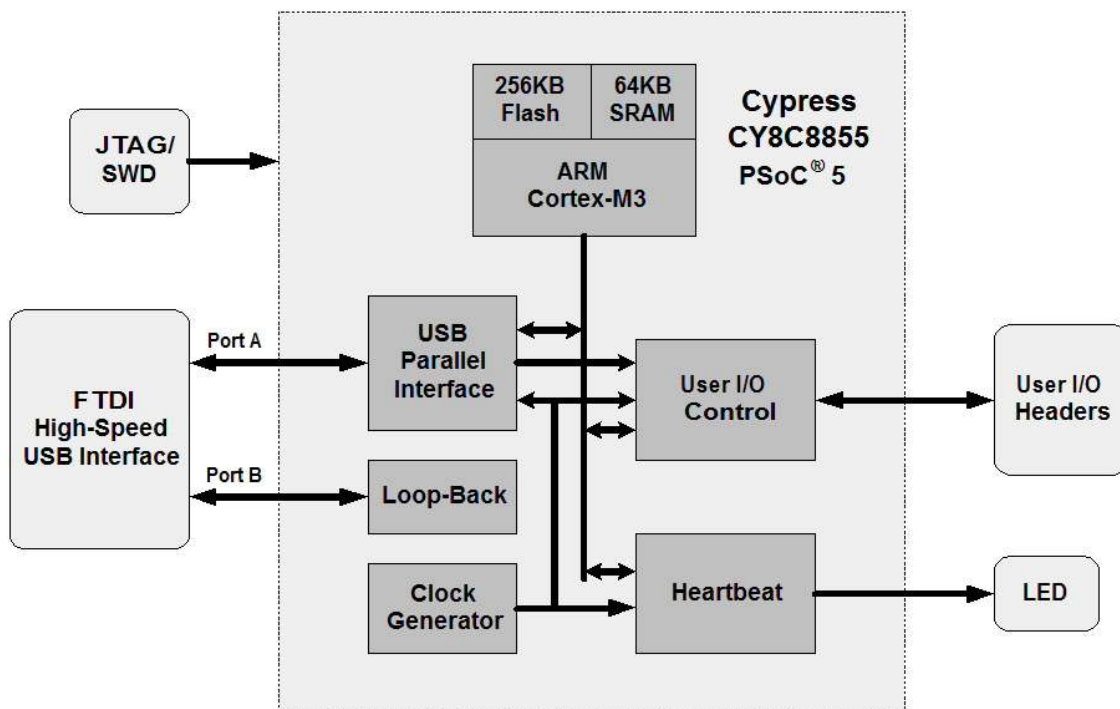 256KB
Flash
64KB
SRAM
Cypress
CY8C8855
PSoC® 5
JTAG/
SWD
ARM
Cortex-M3
Port A
USB
Parallel
Interface
FTDI
High-Speed
USB Interface
User I/O
Control
User I/O
Headers
Port B
Loop-Back
Clock
Generator
Heartbeat
LED